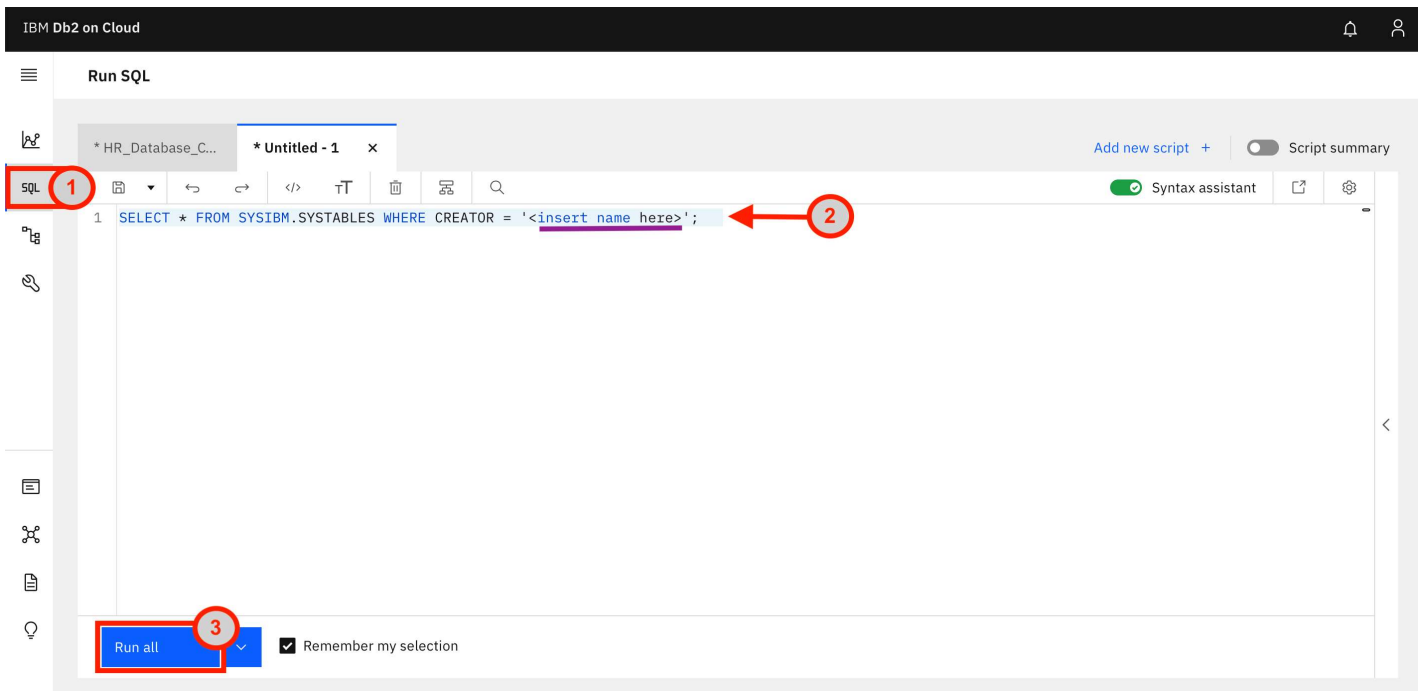 IBM Db2 on Cloud
Run SQL
* HR_Database_C... * Untitled - 1 × Add new script + Script summary
SQL 1 </> TT Syntax assistant
1 SELECT * FROM SYSIBM.SYSTABLES WHERE CREATOR = '<insert name here>'; 2
3
Run all Remember my selection